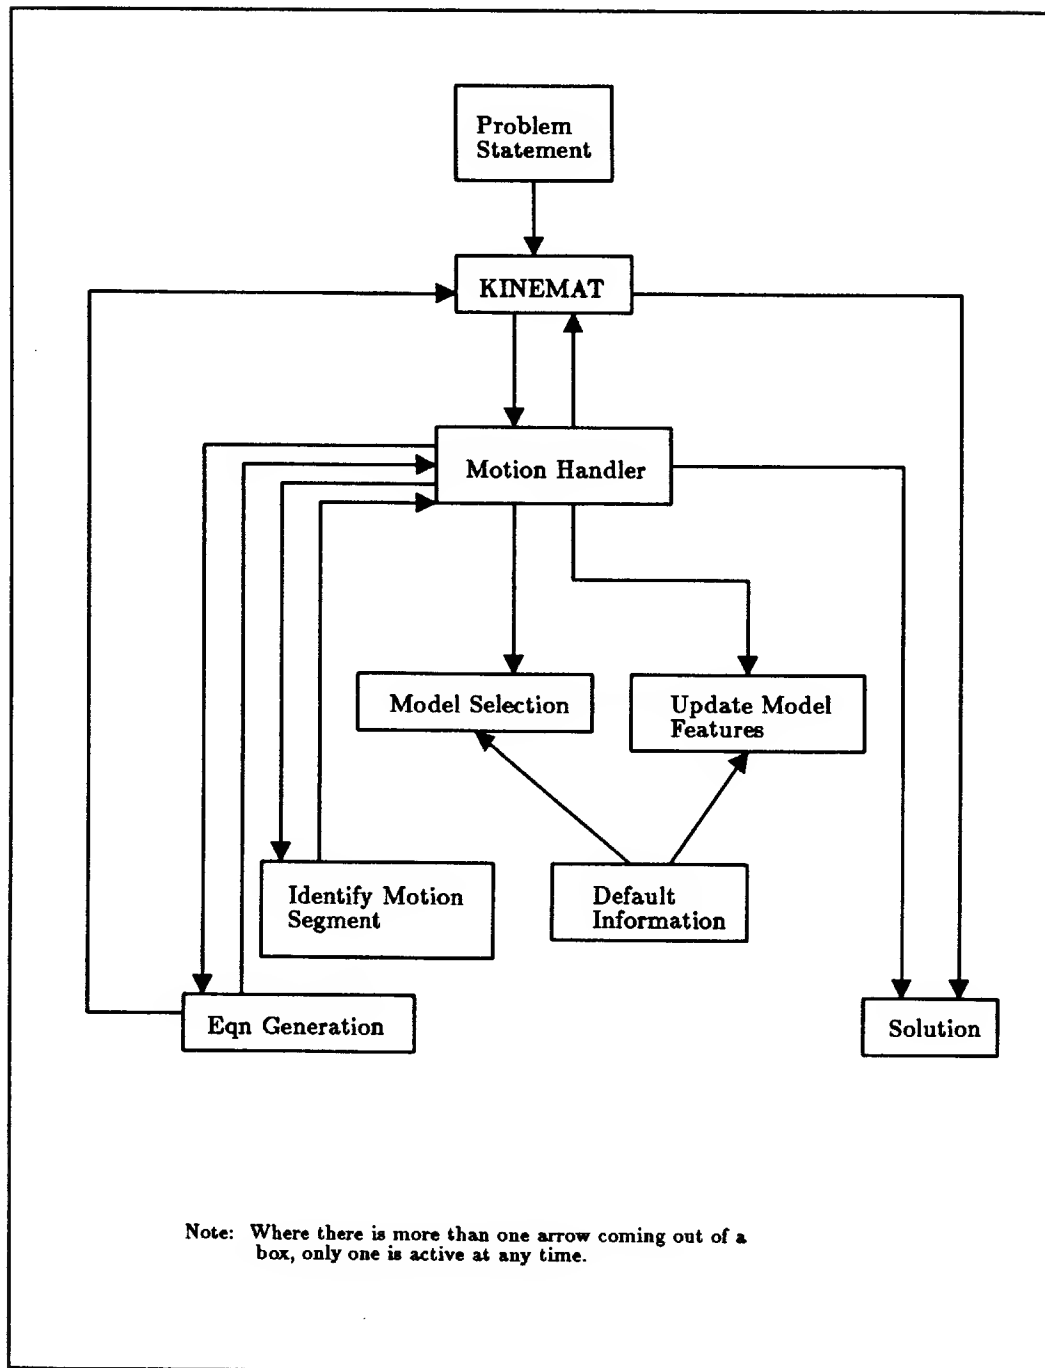 Problem
Statement
KINEMAT
Motion Handler
Model Selection
Update Model
Features
Identify Motion
Segment
Default
Information
Eqn Generation
Solution
Note: Where there is more than one arrow coming out of a
box, only one is active at any time.